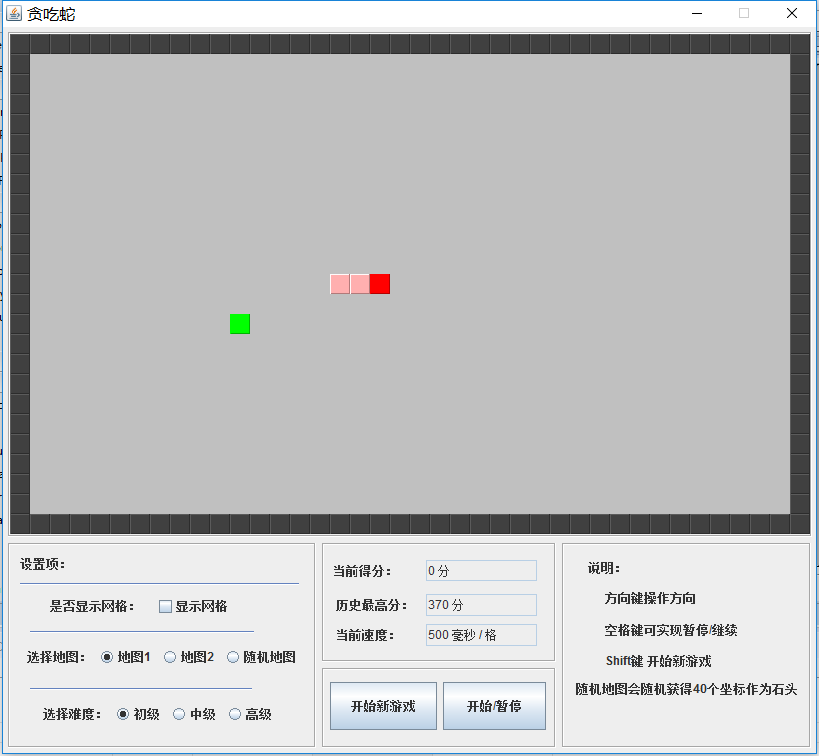 贪吃蛇
设置项：
是否显示网格： 显示网格
选择地图： 地图1 地图2 随机地图
选择难度： 初级 中级 高级
当前得分： 0 分
历史最高分： 370 分
当前速度： 500 毫秒 / 格
开始新游戏 开始/暂停
说明：
方向键操作方向
空格键可实现暂停/继续
Shift键 开始新游戏
随机地图会随机获得40个坐标作为石头